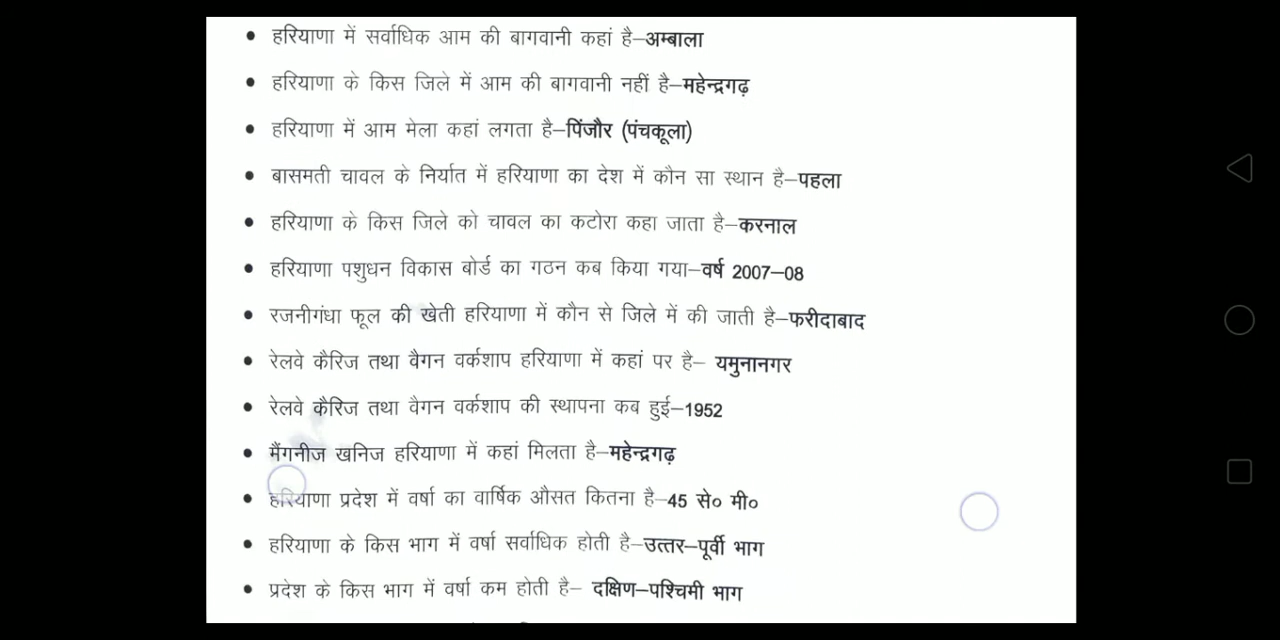 • हरियाणा में सर्वाधिक आम की बागवानी कहां है–अम्बाला
• हरियाणा के किस जिले में आम की बागवानी नहीं है–महेन्द्रगढ़
• हरियाणा में आम मेला कहां लगता है–पिंजौर (पंचकूला)
• बासमती चावल के निर्यात में हरियाणा का देश में कौन सा स्थान है–पहला
• हरियाणा के किस जिले को चावल का कटोरा कहा जाता है–करनाल
• हरियाणा पशुधन विकास बोर्ड का गठन कब किया गया–वर्ष 2007–08
• रजनीगंधा फूल की खेती हरियाणा में कौन से जिले में की जाती है–फरीदाबाद
• रेलवे कैरिज तथा वैगन वर्कशाप हरियाणा में कहां पर है– यमुनानगर
• रेलवे कैरिज तथा वैगन वर्कशाप की स्थापना कब हुई–1952
• मैंगनीज खनिज हरियाणा में कहां मिलता है–महेन्द्रगढ़
• हरियाणा प्रदेश में वर्षा का वार्षिक औसत कितना है–45 से० मी०
• हरियाणा के किस भाग में वर्षा सर्वाधिक होती है–उत्तर–पूर्वी भाग
• प्रदेश के किस भाग में वर्षा कम होती है– दक्षिण–पश्चिमी भाग